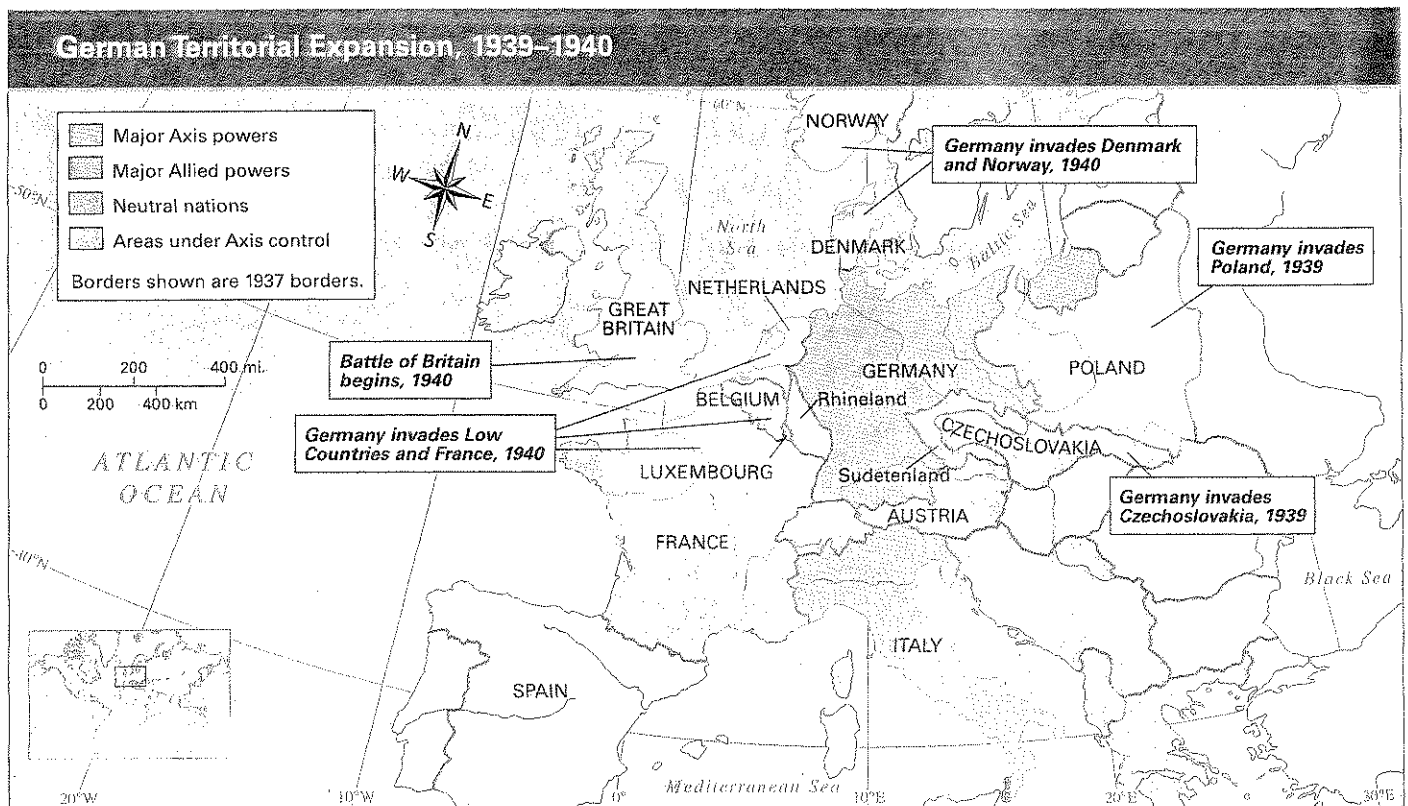 German Territorial Expansion, 1939–1940
Major Axis powers
Major Allied powers
Neutral nations
Areas under Axis control
Borders shown are 1937 borders.
N
W
E
S
60°N
50°N
40°N
NORWAY
Germany invades Denmark
and Norway, 1940
North
Sea
Baltic Sea
DENMARK
Germany invades
Poland, 1939
NETHERLANDS
GREAT
BRITAIN
0 200 400 mi.
0 200 400 km
Battle of Britain
begins, 1940
GERMANY
POLAND
BELGIUM
Rhineland
Germany invades Low
Countries and France, 1940
CZECHOSLOVAKIA
ATLANTIC
OCEAN
LUXEMBOURG
Sudetenland
Germany invades
Czechoslovakia, 1939
AUSTRIA
FRANCE
Black Sea
ITALY
SPAIN
Mediterranean Sea
20°W
10°W
0°
10°E
20°E
30°E